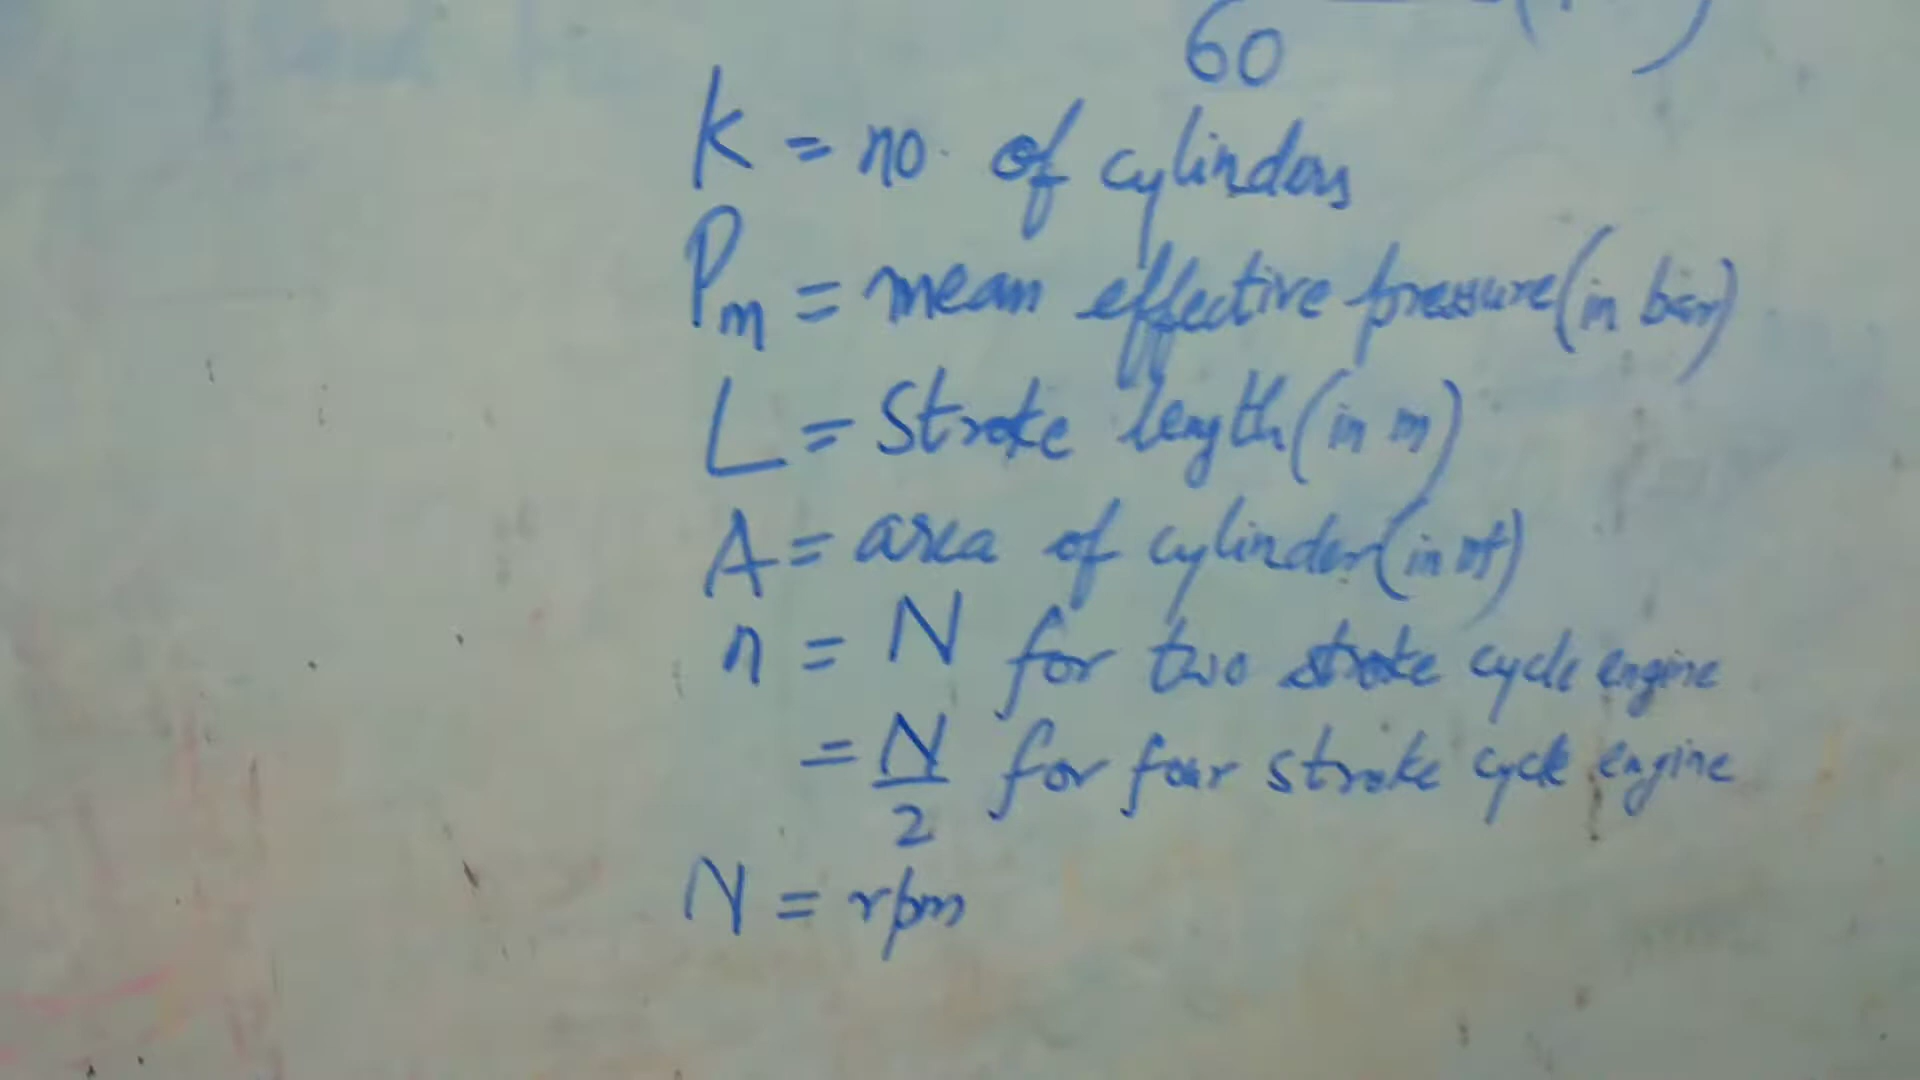 60
K = no. of cylinders
Pm = mean effective pressure (in bar)
L = Stroke length (in m)
A = area of cylinder (in m²)
n = N for two stroke cycle engine
= N/2 for four stroke cycle engine
N = rpm